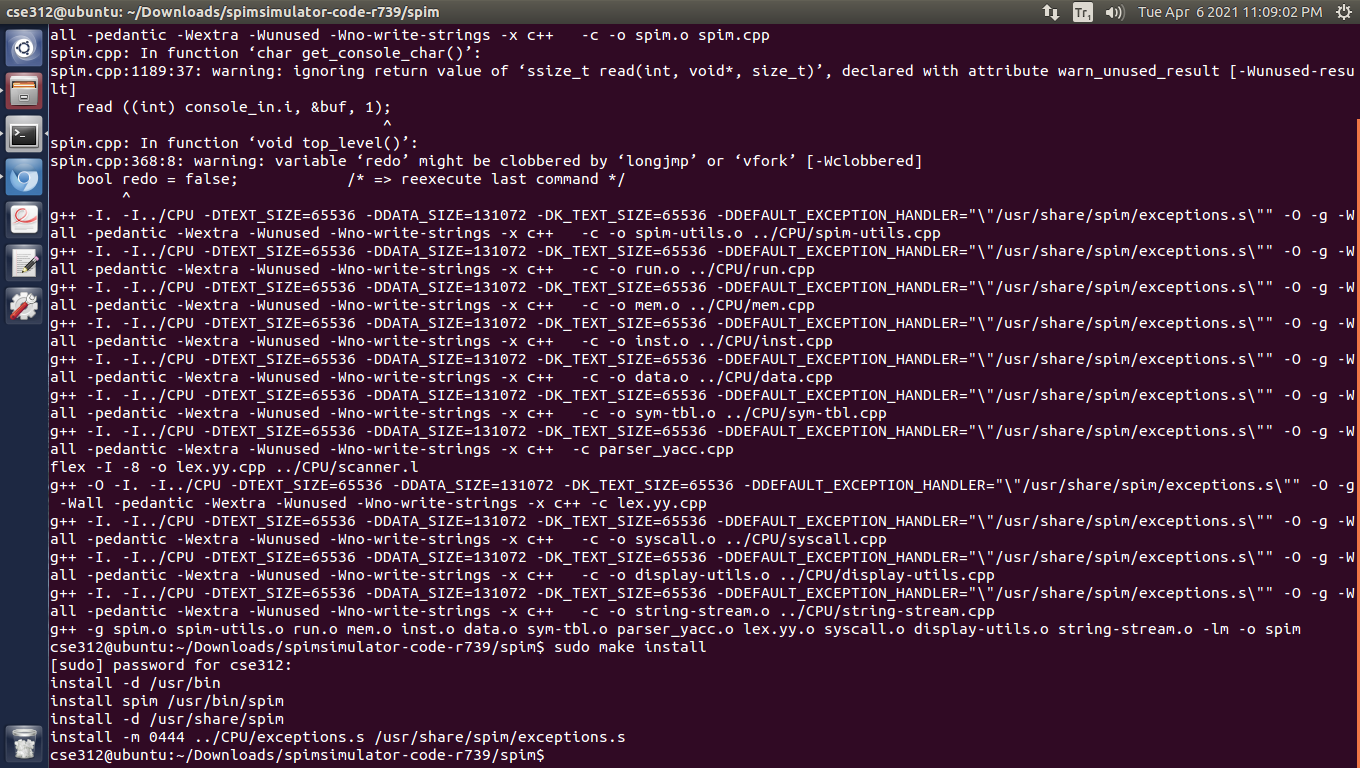 cse312@ubuntu: ~/Downloads/spimsimulator-code-r739/spim
Tr1
Tue Apr 6 2021 11:09:02 PM
all -pedantic -Wextra -Wunused -Wno-write-strings -x c++   -c -o spim.o spim.cpp
spim.cpp: In function ‘char get_console_char()’:
spim.cpp:1189:37: warning: ignoring return value of ‘ssize_t read(int, void*, size_t)’, declared with attribute warn_unused_result [-Wunused-resu
lt]
   read ((int) console_in.i, &buf, 1);
                                     ^
spim.cpp: In function ‘void top_level()’:
spim.cpp:368:8: warning: variable ‘redo’ might be clobbered by ‘longjmp’ or ‘vfork’ [-Wclobbered]
   bool redo = false;            /* => reexecute last command */
        ^
g++ -I. -I../CPU -DTEXT_SIZE=65536 -DDATA_SIZE=131072 -DK_TEXT_SIZE=65536 -DDEFAULT_EXCEPTION_HANDLER="\"/usr/share/spim/exceptions.s\"" -O -g -W
all -pedantic -Wextra -Wunused -Wno-write-strings -x c++   -c -o spim-utils.o ../CPU/spim-utils.cpp
g++ -I. -I../CPU -DTEXT_SIZE=65536 -DDATA_SIZE=131072 -DK_TEXT_SIZE=65536 -DDEFAULT_EXCEPTION_HANDLER="\"/usr/share/spim/exceptions.s\"" -O -g -W
all -pedantic -Wextra -Wunused -Wno-write-strings -x c++   -c -o run.o ../CPU/run.cpp
g++ -I. -I../CPU -DTEXT_SIZE=65536 -DDATA_SIZE=131072 -DK_TEXT_SIZE=65536 -DDEFAULT_EXCEPTION_HANDLER="\"/usr/share/spim/exceptions.s\"" -O -g -W
all -pedantic -Wextra -Wunused -Wno-write-strings -x c++   -c -o mem.o ../CPU/mem.cpp
g++ -I. -I../CPU -DTEXT_SIZE=65536 -DDATA_SIZE=131072 -DK_TEXT_SIZE=65536 -DDEFAULT_EXCEPTION_HANDLER="\"/usr/share/spim/exceptions.s\"" -O -g -W
all -pedantic -Wextra -Wunused -Wno-write-strings -x c++   -c -o inst.o ../CPU/inst.cpp
g++ -I. -I../CPU -DTEXT_SIZE=65536 -DDATA_SIZE=131072 -DK_TEXT_SIZE=65536 -DDEFAULT_EXCEPTION_HANDLER="\"/usr/share/spim/exceptions.s\"" -O -g -W
all -pedantic -Wextra -Wunused -Wno-write-strings -x c++   -c -o data.o ../CPU/data.cpp
g++ -I. -I../CPU -DTEXT_SIZE=65536 -DDATA_SIZE=131072 -DK_TEXT_SIZE=65536 -DDEFAULT_EXCEPTION_HANDLER="\"/usr/share/spim/exceptions.s\"" -O -g -W
all -pedantic -Wextra -Wunused -Wno-write-strings -x c++   -c -o sym-tbl.o ../CPU/sym-tbl.cpp
g++ -I. -I../CPU -DTEXT_SIZE=65536 -DDATA_SIZE=131072 -DK_TEXT_SIZE=65536 -DDEFAULT_EXCEPTION_HANDLER="\"/usr/share/spim/exceptions.s\"" -O -g -W
all -pedantic -Wextra -Wunused -Wno-write-strings -x c++  -c parser_yacc.cpp
flex -I -8 -o lex.yy.cpp ../CPU/scanner.l
g++ -O -I. -I../CPU -DTEXT_SIZE=65536 -DDATA_SIZE=131072 -DK_TEXT_SIZE=65536 -DDEFAULT_EXCEPTION_HANDLER="\"/usr/share/spim/exceptions.s\"" -O -g
 -Wall -pedantic -Wextra -Wunused -Wno-write-strings -x c++ -c lex.yy.cpp
g++ -I. -I../CPU -DTEXT_SIZE=65536 -DDATA_SIZE=131072 -DK_TEXT_SIZE=65536 -DDEFAULT_EXCEPTION_HANDLER="\"/usr/share/spim/exceptions.s\"" -O -g -W
all -pedantic -Wextra -Wunused -Wno-write-strings -x c++   -c -o syscall.o ../CPU/syscall.cpp
g++ -I. -I../CPU -DTEXT_SIZE=65536 -DDATA_SIZE=131072 -DK_TEXT_SIZE=65536 -DDEFAULT_EXCEPTION_HANDLER="\"/usr/share/spim/exceptions.s\"" -O -g -W
all -pedantic -Wextra -Wunused -Wno-write-strings -x c++   -c -o display-utils.o ../CPU/display-utils.cpp
g++ -I. -I../CPU -DTEXT_SIZE=65536 -DDATA_SIZE=131072 -DK_TEXT_SIZE=65536 -DDEFAULT_EXCEPTION_HANDLER="\"/usr/share/spim/exceptions.s\"" -O -g -W
all -pedantic -Wextra -Wunused -Wno-write-strings -x c++   -c -o string-stream.o ../CPU/string-stream.cpp
g++ -g spim.o spim-utils.o run.o mem.o inst.o data.o sym-tbl.o parser_yacc.o lex.yy.o syscall.o display-utils.o string-stream.o -lm -o spim
cse312@ubuntu:~/Downloads/spimsimulator-code-r739/spim$ sudo make install
[sudo] password for cse312:
install -d /usr/bin
install spim /usr/bin/spim
install -d /usr/share/spim
install -m 0444 ../CPU/exceptions.s /usr/share/spim/exceptions.s
cse312@ubuntu:~/Downloads/spimsimulator-code-r739/spim$